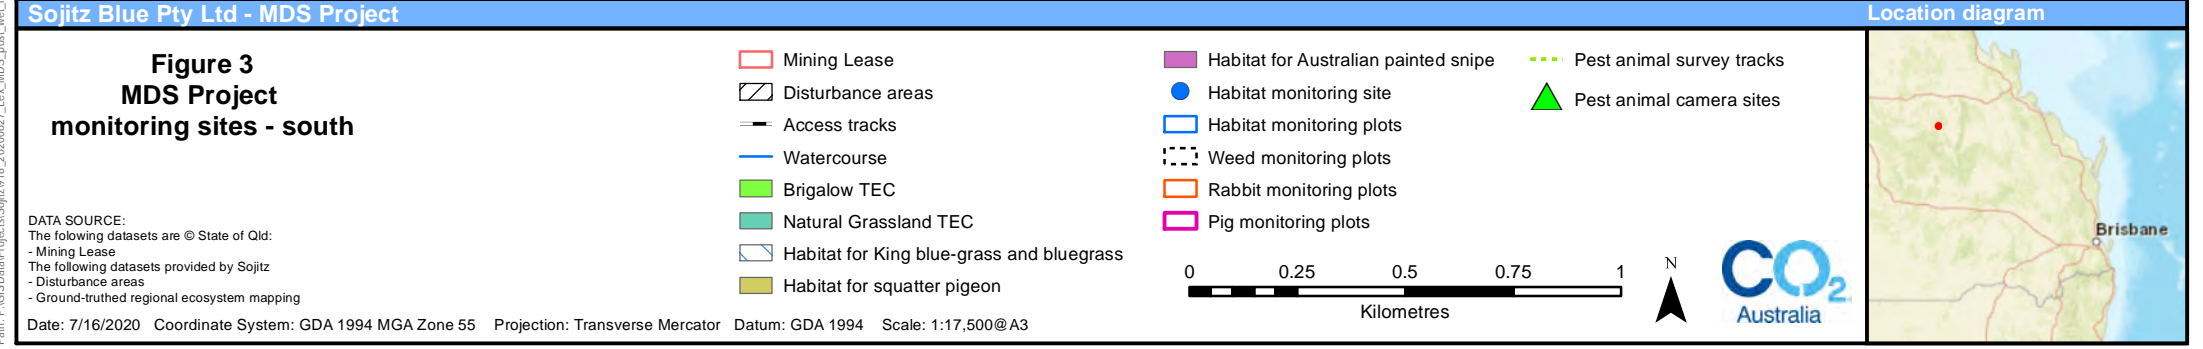 Sojitz Blue Pty Ltd - MDS Project
Location diagram
Figure 3
MDS Project
monitoring sites - south
DATA SOURCE:
The folowing datasets are © State of Qld:
- Mining Lease
The following datasets provided by Sojitz
- Disturbance areas
- Ground-truthed regional ecosystem mapping
Mining Lease
Disturbance areas
Access tracks
Watercourse
Brigalow TEC
Natural Grassland TEC
Habitat for King blue-grass and bluegrass
Habitat for squatter pigeon
Habitat for Australian painted snipe
Habitat monitoring site
Habitat monitoring plots
Weed monitoring plots
Rabbit monitoring plots
Pig monitoring plots
Pest animal survey tracks
Pest animal camera sites
0 0.25 0.5 0.75 1
Kilometres
N
CO2
Australia
Brisbane
Date: 7/16/2020 Coordinate System: GDA 1994 MGA Zone 55 Projection: Transverse Mercator Datum: GDA 1994 Scale: 1:17,500@A3